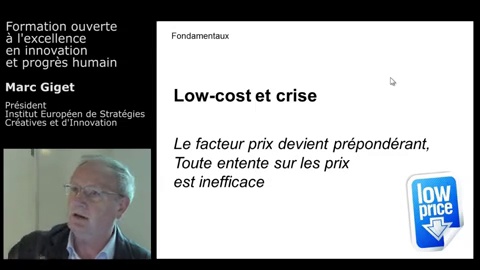 Formation ouverte
à l'excellence
en innovation
et progrès humain
Marc Giget
Président
Institut Européen de Stratégies
Créatives et d'Innovation
Fondamentaux
Low-cost et crise
Le facteur prix devient prépondérant,
Toute entente sur les prix
est inefficace
low
price